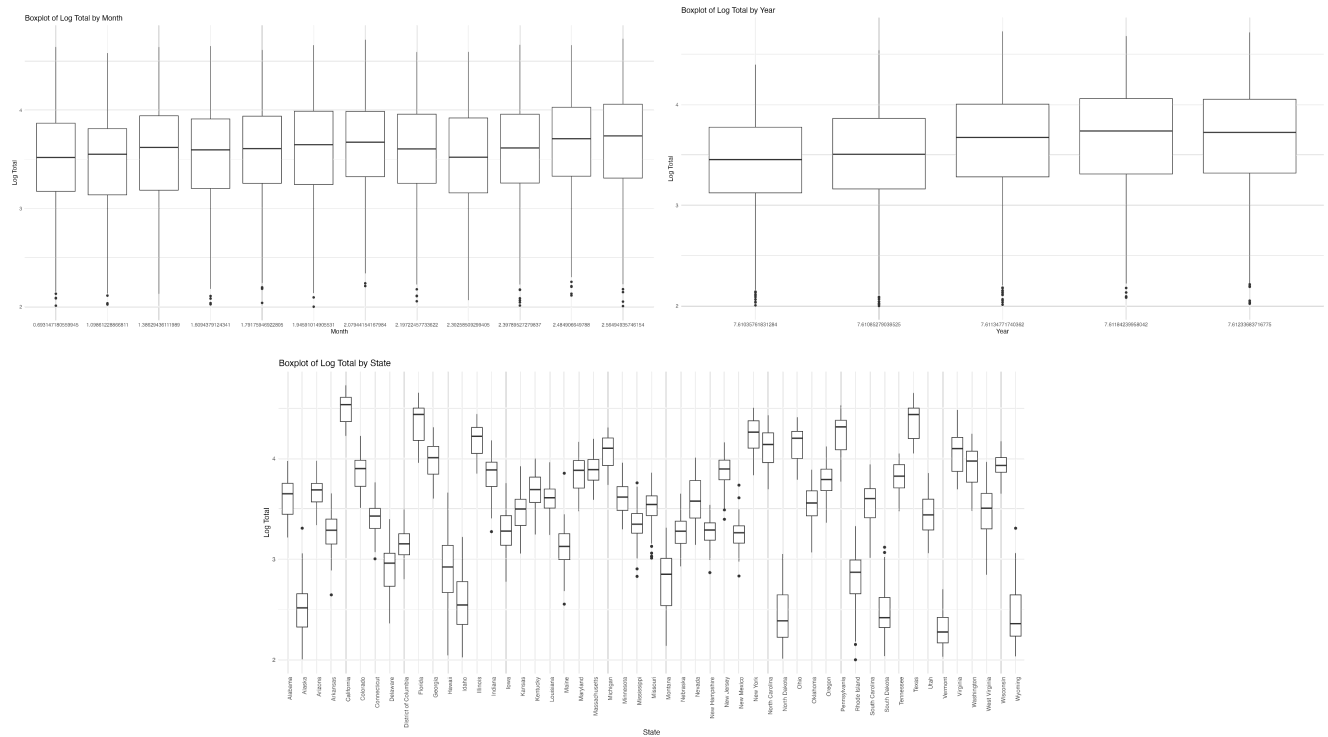 Boxplot of Log Total by Month
Log Total
4
3
2
0.693147180559945 1.09861228866811 1.38629436111989 1.6094379124341 1.79175946922805 1.94591014905531 2.07944154167984 2.19722457733622 2.30258509299405 2.39789527279837 2.484906649788 2.56494935746154
Month
Boxplot of Log Total by Year
Log Total
4
3
2
7.61035761831284 7.61085279039525 7.61134771740362 7.61184239958042 7.61233683716775
Year
Boxplot of Log Total by State
Log Total
4
3
2
Alabama
Alaska
Arizona
Arkansas
California
Colorado
Connecticut
Delaware
District of Columbia
Florida
Georgia
Hawaii
Idaho
Illinois
Indiana
Iowa
Kansas
Kentucky
Louisiana
Maine
Maryland
Massachusetts
Michigan
Minnesota
Mississippi
Missouri
Montana
Nebraska
Nevada
New Hampshire
New Jersey
New Mexico
New York
North Carolina
North Dakota
Ohio
Oklahoma
Oregon
Pennsylvania
Rhode Island
South Carolina
South Dakota
Tennessee
Texas
Utah
Vermont
Virginia
Washington
West Virginia
Wisconsin
Wyoming
State